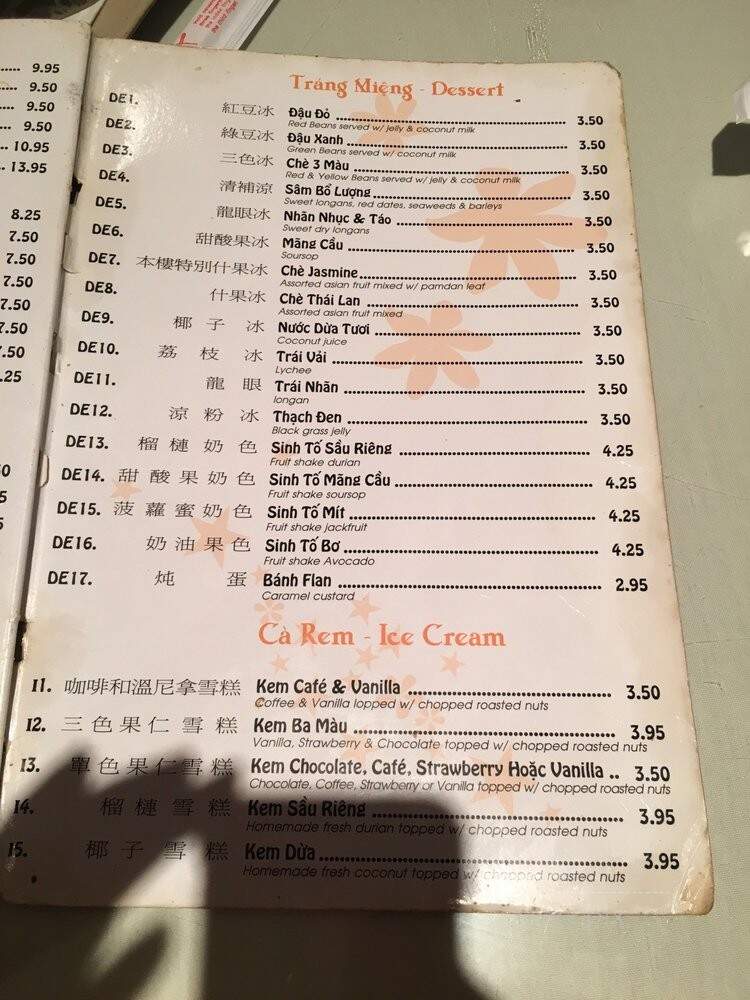 9.95
9.50
9.50
9.50
10.95
13.95
8.25
7.50
7.50
7.50
7.50
7.50
7.50
.25
Tráng Miệng - Dessert
DE1. 紅豆冰 Đậu Đỏ 3.50
Red Beans served w/ jelly & coconut milk
DE2. 綠豆冰 Đậu Xanh 3.50
Green Beans served w/ coconut milk
DE3. 三色冰 Chè 3 Màu 3.50
Red & Yellow Beans served w/ jelly & coconut milk
DE4. 清補涼 Sâm Bổ Lượng 3.50
Sweet longans, red dates, seaweeds & barleys
DE5. 龍眼冰 Nhãn Nhục & Táo 3.50
Sweet dry longans
DE6. 甜酸果冰 Mãng Cầu 3.50
Soursop
DE7. 本樓特別什果冰 Chè Jasmine 3.50
Assorted asian fruit mixed w/ pamdan leaf
DE8. 什果冰 Chè Thái Lan 3.50
Assorted asian fruit mixed
DE9. 椰子冰 Nước Dừa Tươi 3.50
Coconut juice
DE10. 荔枝冰 Trái Vải 3.50
Lychee
DE11. 龍眼 Trái Nhãn 3.50
longan
DE12. 涼粉冰 Thạch Đen 3.50
Black grass jelly
DE13. 榴槤奶色 Sinh Tố Sầu Riêng 4.25
Fruit shake durian
DE14. 甜酸果奶色 Sinh Tố Mãng Cầu 4.25
Fruit shake soursop
DE15. 菠蘿蜜奶色 Sinh Tố Mít 4.25
Fruit shake jackfruit
DE16. 奶油果色 Sinh Tố Bơ 4.25
Fruit shake Avocado
DE17. 炖蛋 Bánh Flan 2.95
Caramel custard
Cà Rem - Ice Cream
I1. 咖啡和溫尼拿雪糕 Kem Café & Vanilla 3.50
Coffee & Vanilla lopped w/ chopped roasted nuts
I2. 三色果仁雪糕 Kem Ba Màu 3.95
Vanilla, Strawberry & Chocolate topped w/ chopped roasted nuts
I3. 單色果仁雪糕 Kem Chocolate, Café, Strawberry Hoặc Vanilla .. 3.50
Chocolate, Coffee, Strawberry or Vanilla topped w/ chopped roasted nuts
I4. 榴槤雪糕 Kem Sầu Riêng 3.95
Homemade fresh durian topped w/ chopped roasted nuts
I5. 椰子雪糕 Kem Dừa 3.95
Homemade fresh coconut topped w/ chopped roasted nuts